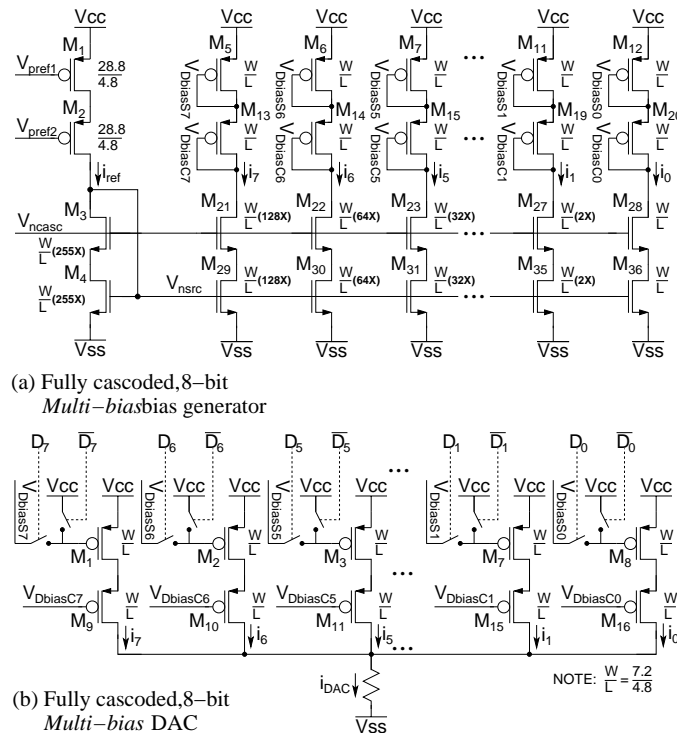 Vcc Vcc Vcc Vcc Vcc Vcc
M1 M5 M6 M7 ... M11 M12
Vpref1 28.8/4.8 VDbiasS7 W/L VDbiasS6 W/L VDbiasS5 W/L VDbiasS1 W/L VDbiasS0 W/L
M2 M13 M14 M15 M19 M20
Vpref2 28.8/4.8 VDbiasC7 W/L VDbiasC6 W/L VDbiasC5 W/L ... VDbiasC1 W/L VDbiasC0 W/L
iref i7 i6 i5 i1 i0
M3 M21 M22 M23 M27 M28
Vncasc W/L(255X) W/L(128X) W/L(64X) W/L(32X) ... W/L(2X) W/L
M4 Vnsrc M29 M30 M31 M35 M36
W/L(255X) W/L(128X) W/L(64X) W/L(32X) ... W/L(2X) W/L
Vss Vss Vss Vss Vss Vss
(a) Fully cascoded,8−bit
Multi−biasbias generator
D7 D̅7 D6 D̅6 D5 D̅5 D1 D̅1 D0 D̅0
...
Vcc Vcc Vcc Vcc Vcc Vcc Vcc Vcc Vcc Vcc
VDbiasS7 W/L VDbiasS6 W/L VDbiasS5 W/L VDbiasS1 W/L VDbiasS0 W/L
M1 M2 M3 M7 M8
...
VDbiasC7 W/L VDbiasC6 W/L VDbiasC5 W/L VDbiasC1 W/L VDbiasC0 W/L
M9 M10 M11 M15 M16
i7 i6 i5 ... i1 i0
iDAC
NOTE: W/L = 7.2/4.8
Vss
(b) Fully cascoded,8−bit
Multi−bias DAC